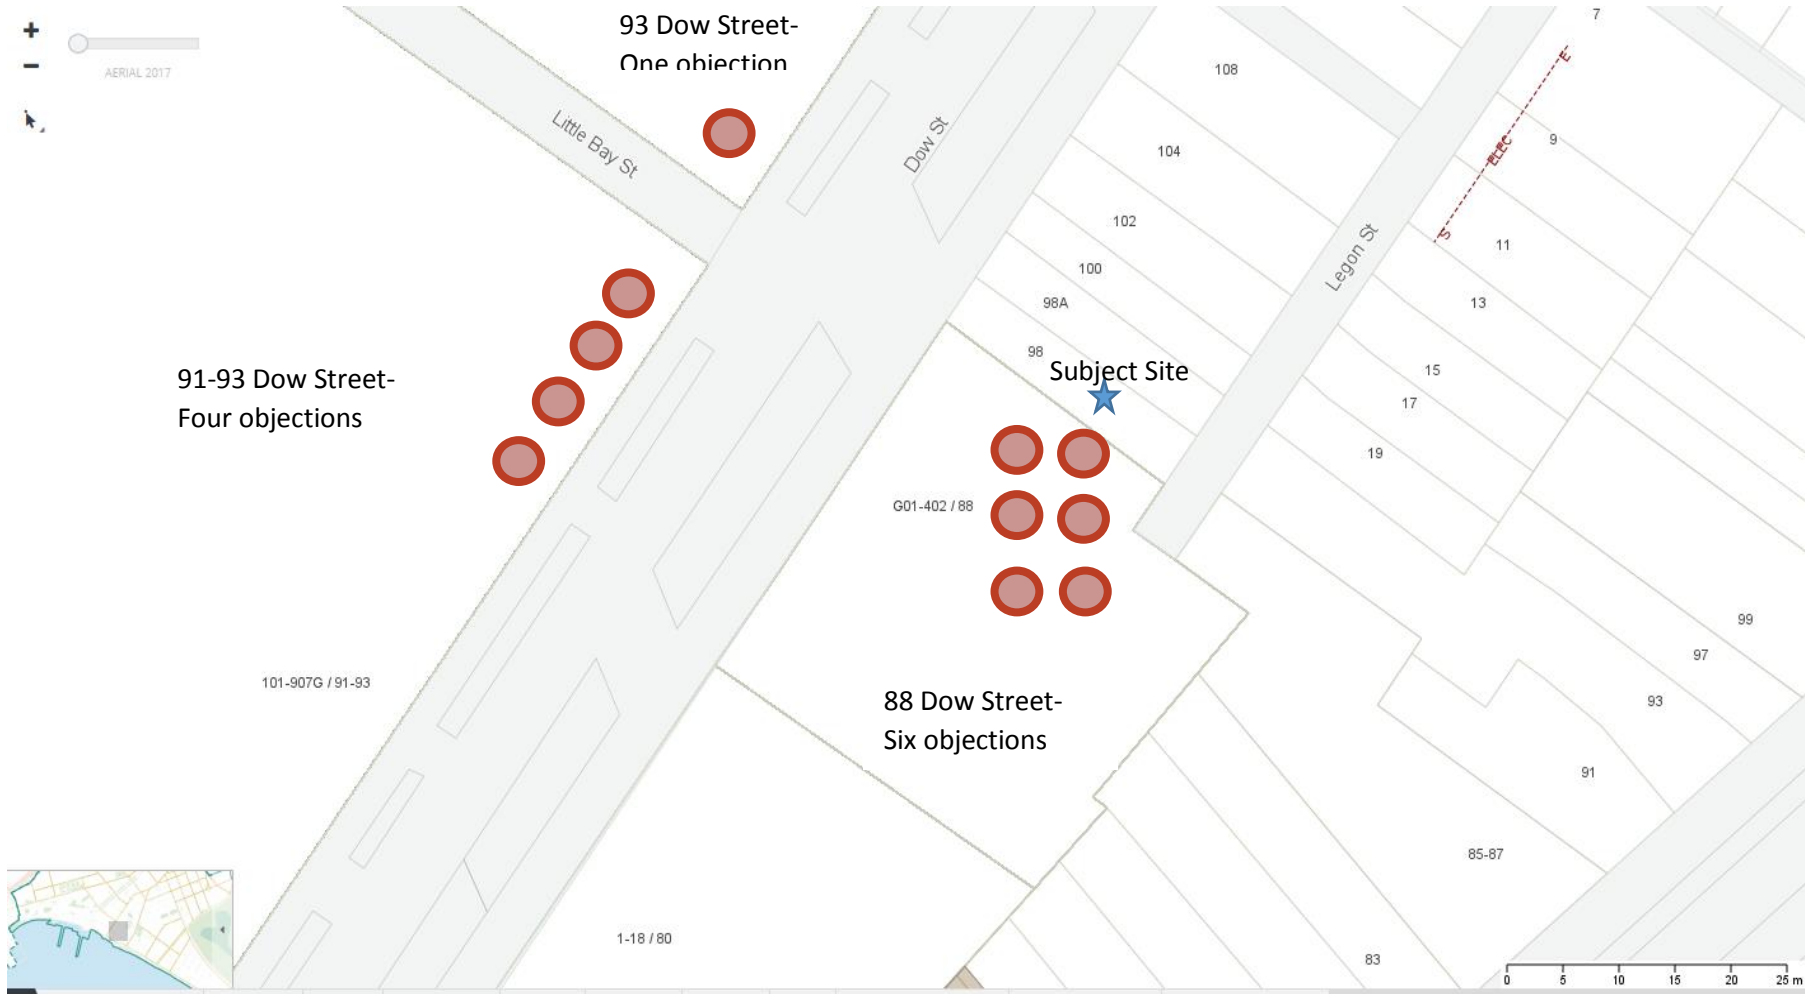 93 Dow Street-
One objection
AERIAL 2017
7
108
E
Little Bay St
Dow St
104
ELEC
9
102
S
11
100
Legon St
98A
13
98
Subject Site
15
91-93 Dow Street-
Four objections
17
19
G01-402 / 88
99
97
101-907G / 91-93
88 Dow Street-
Six objections
93
91
85-87
1-18 / 80
83
0 5 10 15 20 25 m